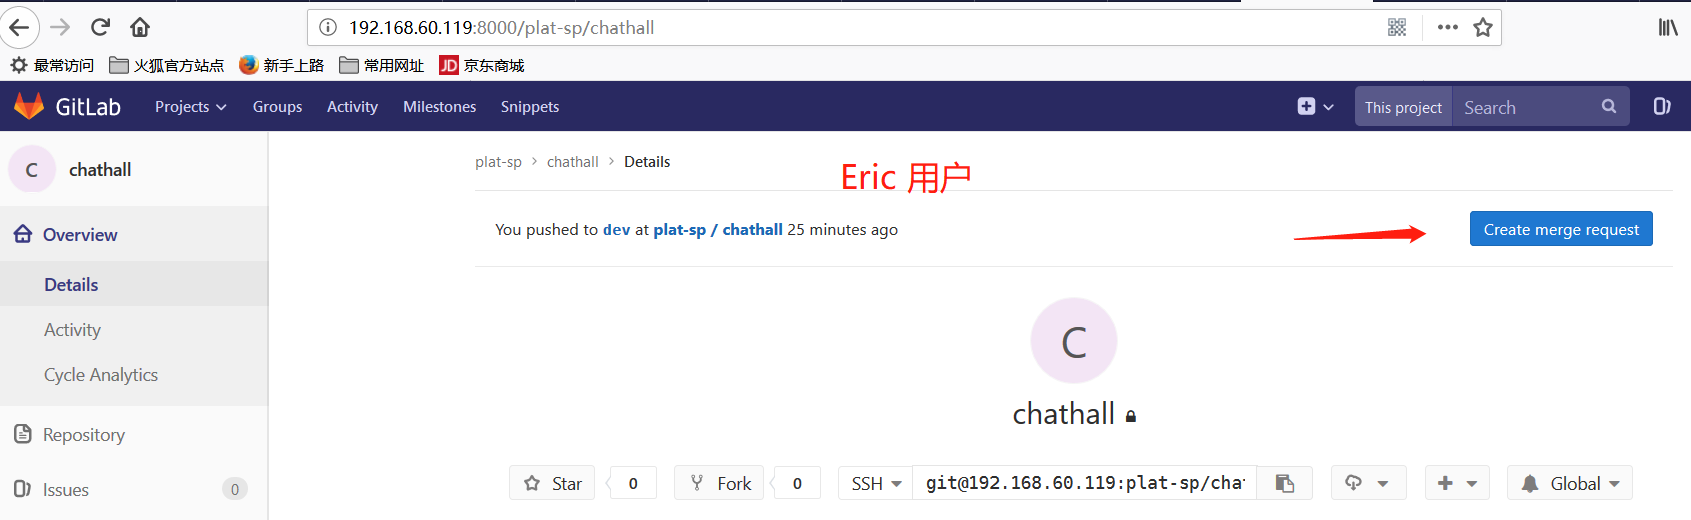 192.168.60.119:8000/plat-sp/chathall
最常访问 火狐官方站点 新手上路 常用网址 JD 京东商城
GitLab Projects Groups Activity Milestones Snippets This project Search
C chathall
plat-sp > chathall > Details
Eric 用户
Overview
You pushed to dev at plat-sp / chathall 25 minutes ago
Create merge request
Details
Activity
Cycle Analytics
C
chathall
Repository
Issues 0
Star 0 Fork 0 SSH git@192.168.60.119:plat-sp/cha Global